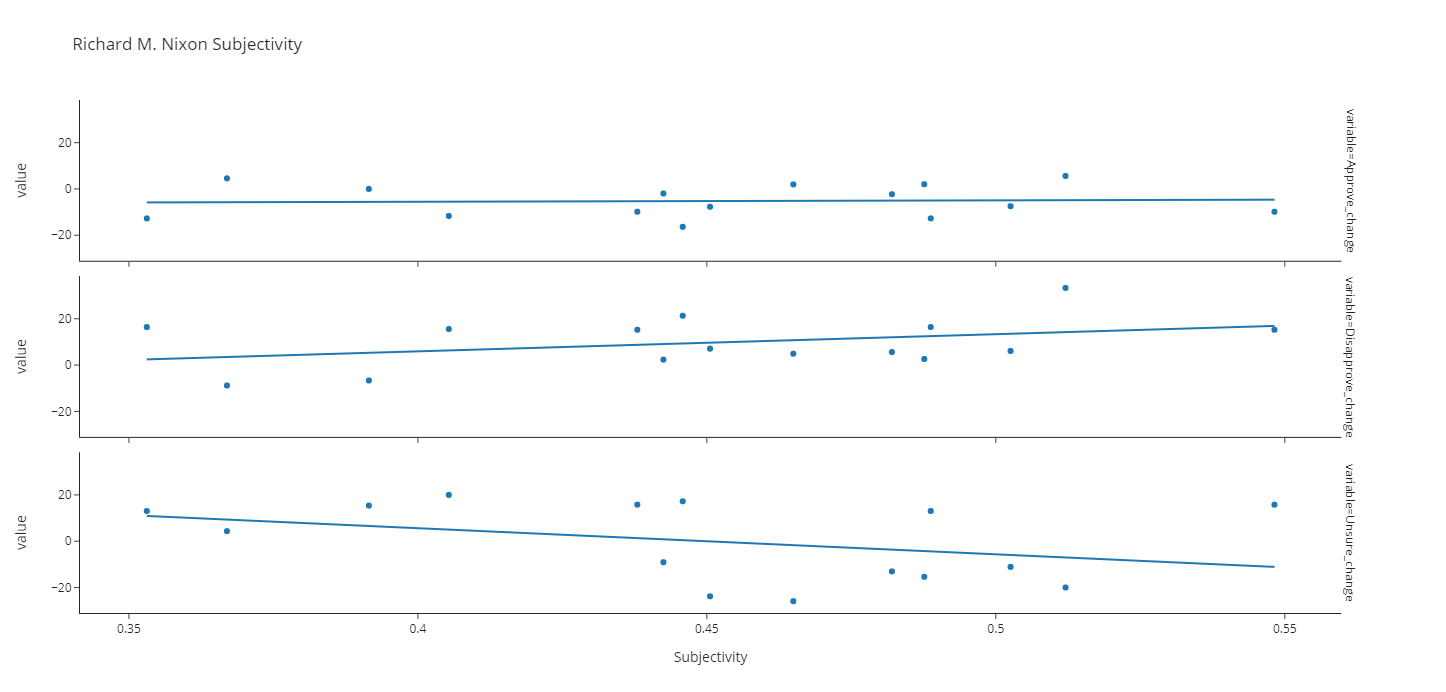 Richard M. Nixon Subjectivity
value
20
0
−20
variable=Approve_change
value
20
0
−20
variable=Disapprove_change
value
20
0
−20
variable=Unsure_change
0.35
0.4
0.45
0.5
0.55
Subjectivity